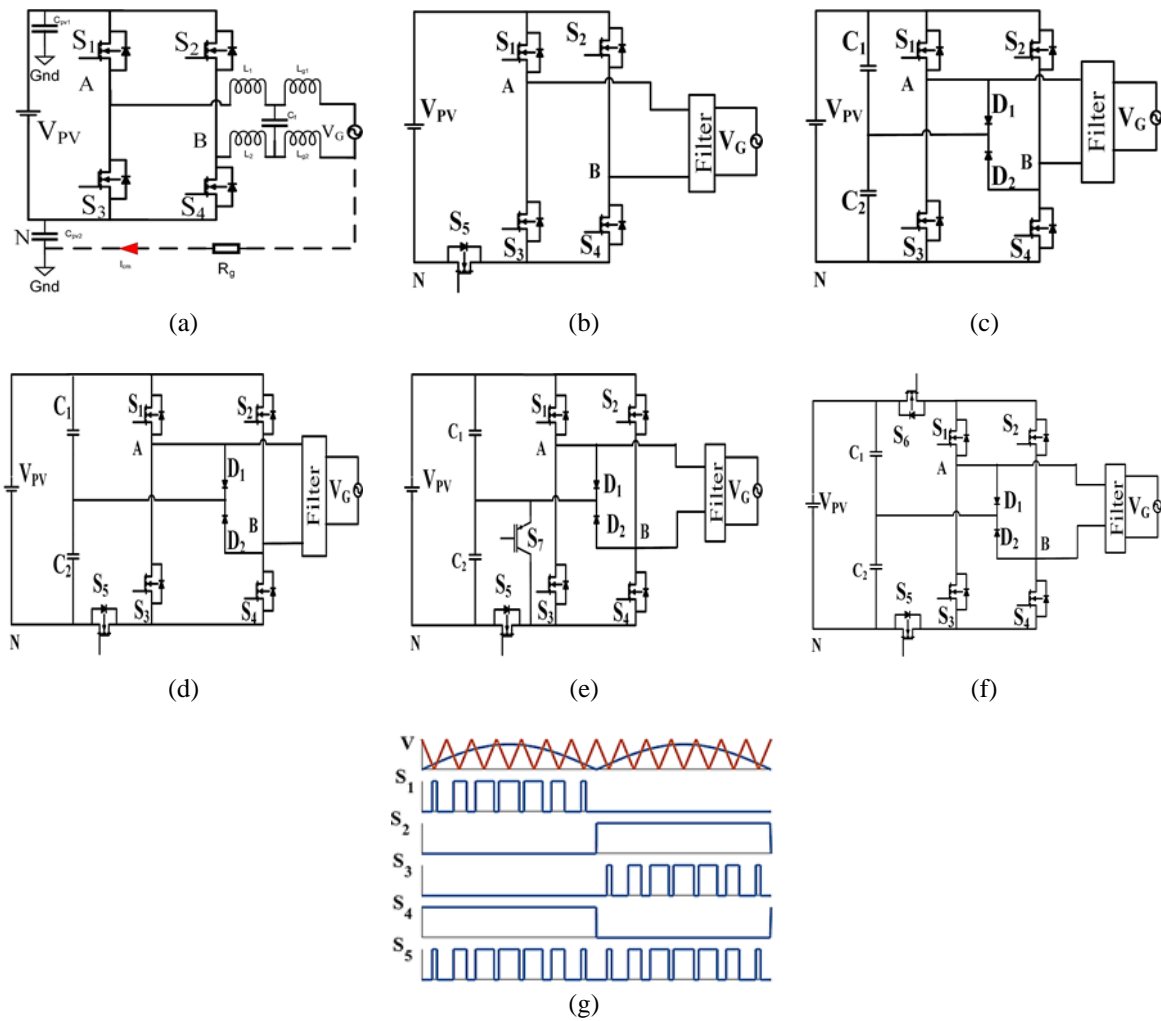 Cpv1
Gnd
S1
S2
A
L1
Lg1
VPV
Cf
VG
B
L2
Lg2
S3
S4
N
Cpv2
Icm
Rg
Gnd
(a)
S1
S2
A
VPV
Filter
VG
B
S5
S3
S4
N
(b)
C1
S1
S2
A
D1
VPV
Filter
VG
B
D2
C2
S3
S4
N
(c)
C1
S1
S2
A
D1
VPV
Filter
VG
B
D2
C2
S5
S3
S4
N
(d)
C1
S1
S2
A
VPV
D1
Filter
VG
D2
B
S7
C2
S5
S3
S4
N
(e)
S6
S1
S2
C1
A
VPV
D1
Filter
VG
D2
B
C2
S5
S3
S4
N
(f)
V
S1
S2
S3
S4
S5
(g)